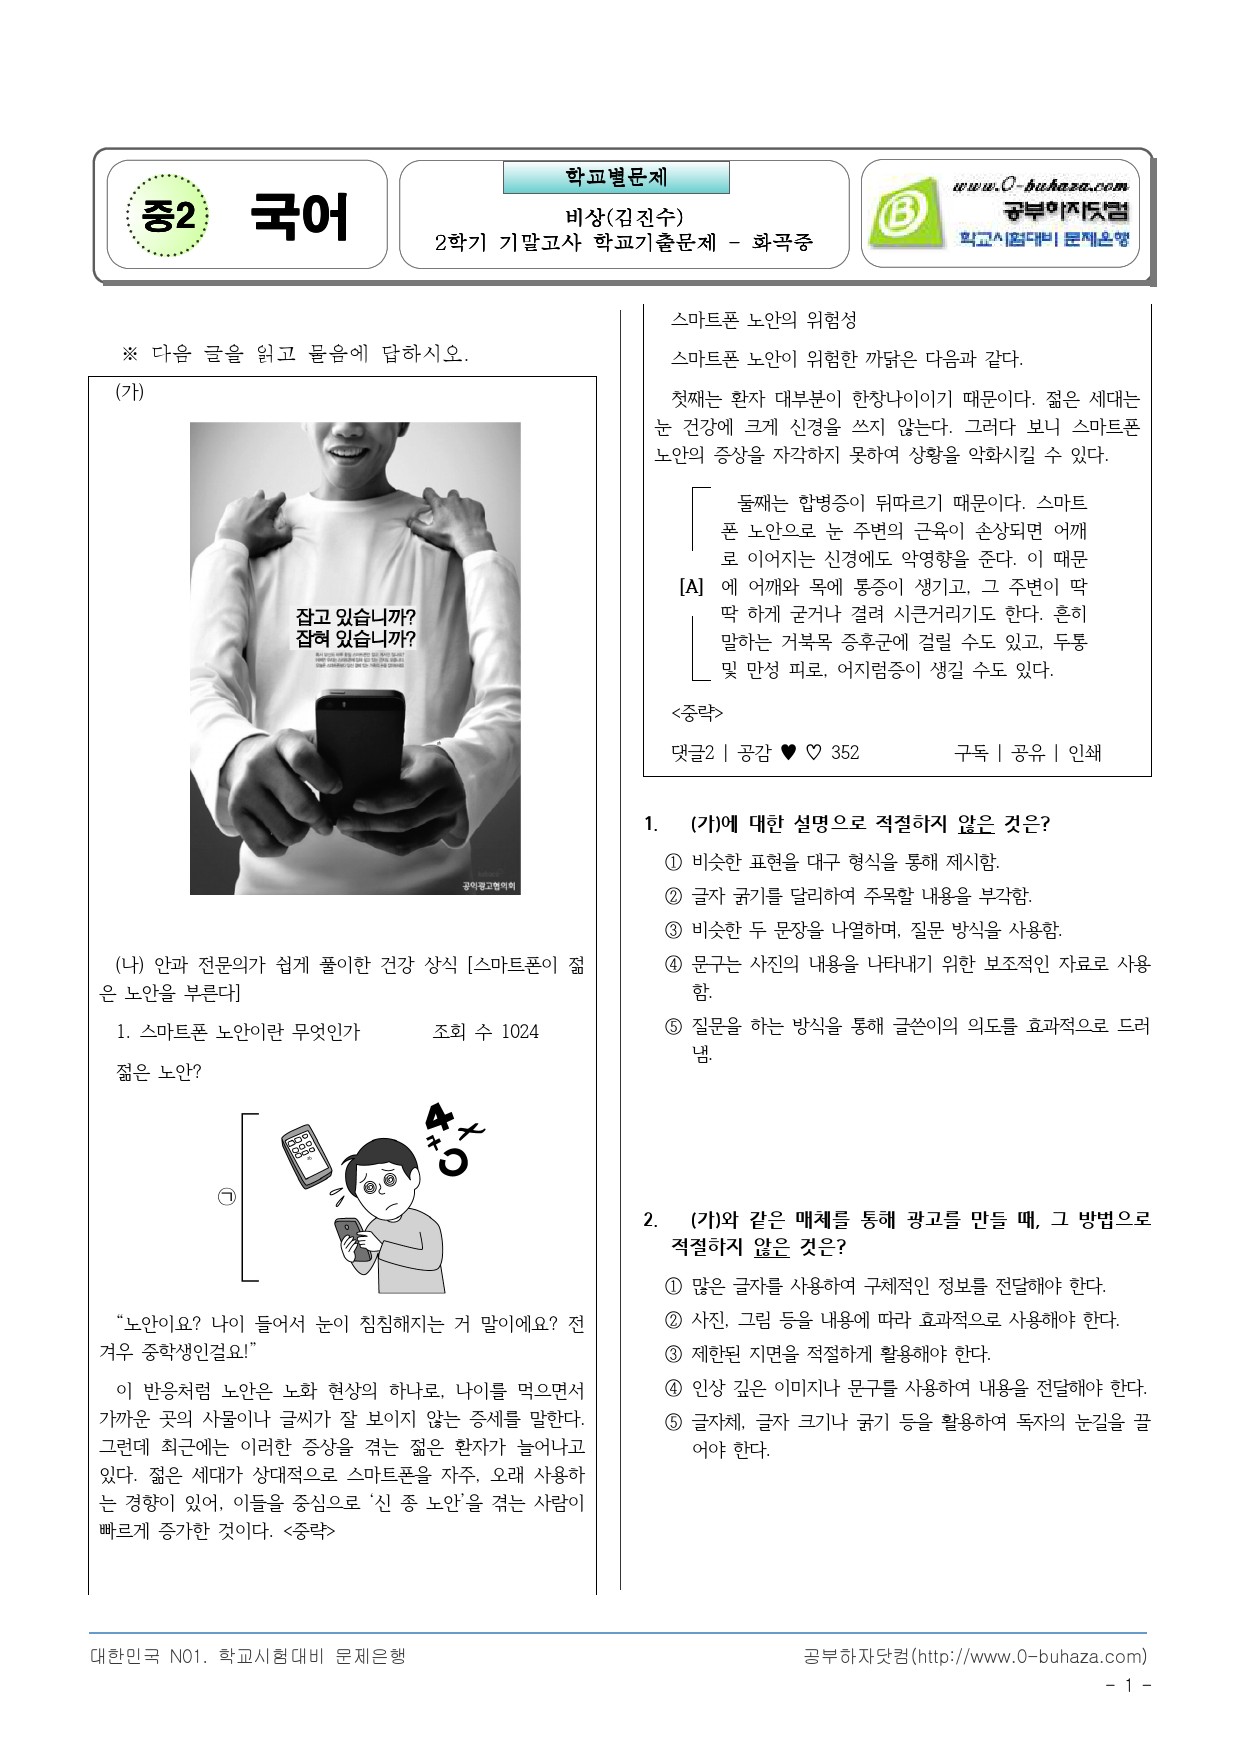 중2
국어
학교별문제
비상(김진수)
2학기 기말고사 학교기출문제 - 화곡중
www.O-buhaza.com
공부하자닷컴
학교시험대비 문제은행
※ 다음 글을 읽고 물음에 답하시오.
(가)
잡고 있습니까?
잡혀 있습니까?
공익광고협의회
(나) 안과 전문의가 쉽게 풀이한 건강 상식 [스마트폰이 젊
은 노안을 부른다]
1. 스마트폰 노안이란 무엇인가 조회 수 1024
젊은 노안?
㉠
“노안이요? 나이 들어서 눈이 침침해지는 거 말이에요? 전
겨우 중학생인걸요!”
이 반응처럼 노안은 노화 현상의 하나로, 나이를 먹으면서
가까운 곳의 사물이나 글씨가 잘 보이지 않는 증세를 말한다.
그런데 최근에는 이러한 증상을 겪는 젊은 환자가 늘어나고
있다. 젊은 세대가 상대적으로 스마트폰을 자주, 오래 사용하
는 경향이 있어, 이들을 중심으로 ‘신 종 노안’을 겪는 사람이
빠르게 증가한 것이다. <중략>
스마트폰 노안의 위험성
스마트폰 노안이 위험한 까닭은 다음과 같다.
첫째는 환자 대부분이 한창나이이기 때문이다. 젊은 세대는
눈 건강에 크게 신경을 쓰지 않는다. 그러다 보니 스마트폰
노안의 증상을 자각하지 못하여 상황을 악화시킬 수 있다.
둘째는 합병증이 뒤따르기 때문이다. 스마트
폰 노안으로 눈 주변의 근육이 손상되면 어깨
로 이어지는 신경에도 악영향을 준다. 이 때문
[A] 에 어깨와 목에 통증이 생기고, 그 주변이 딱
딱 하게 굳거나 결려 시큰거리기도 한다. 흔히
말하는 거북목 증후군에 걸릴 수도 있고, 두통
및 만성 피로, 어지럼증이 생길 수도 있다.
<중략>
댓글2 | 공감 ♥ ♡ 352 구독 | 공유 | 인쇄
1. (가)에 대한 설명으로 적절하지 않은 것은?
① 비슷한 표현을 대구 형식을 통해 제시함.
② 글자 굵기를 달리하여 주목할 내용을 부각함.
③ 비슷한 두 문장을 나열하며, 질문 방식을 사용함.
④ 문구는 사진의 내용을 나타내기 위한 보조적인 자료로 사용
함.
⑤ 질문을 하는 방식을 통해 글쓴이의 의도를 효과적으로 드러
냄.
2. (가)와 같은 매체를 통해 광고를 만들 때, 그 방법으로
적절하지 않은 것은?
① 많은 글자를 사용하여 구체적인 정보를 전달해야 한다.
② 사진, 그림 등을 내용에 따라 효과적으로 사용해야 한다.
③ 제한된 지면을 적절하게 활용해야 한다.
④ 인상 깊은 이미지나 문구를 사용하여 내용을 전달해야 한다.
⑤ 글자체, 글자 크기나 굵기 등을 활용하여 독자의 눈길을 끌
어야 한다.
대한민국 N01. 학교시험대비 문제은행
공부하자닷컴(http://www.0-buhaza.com)
- 1 -